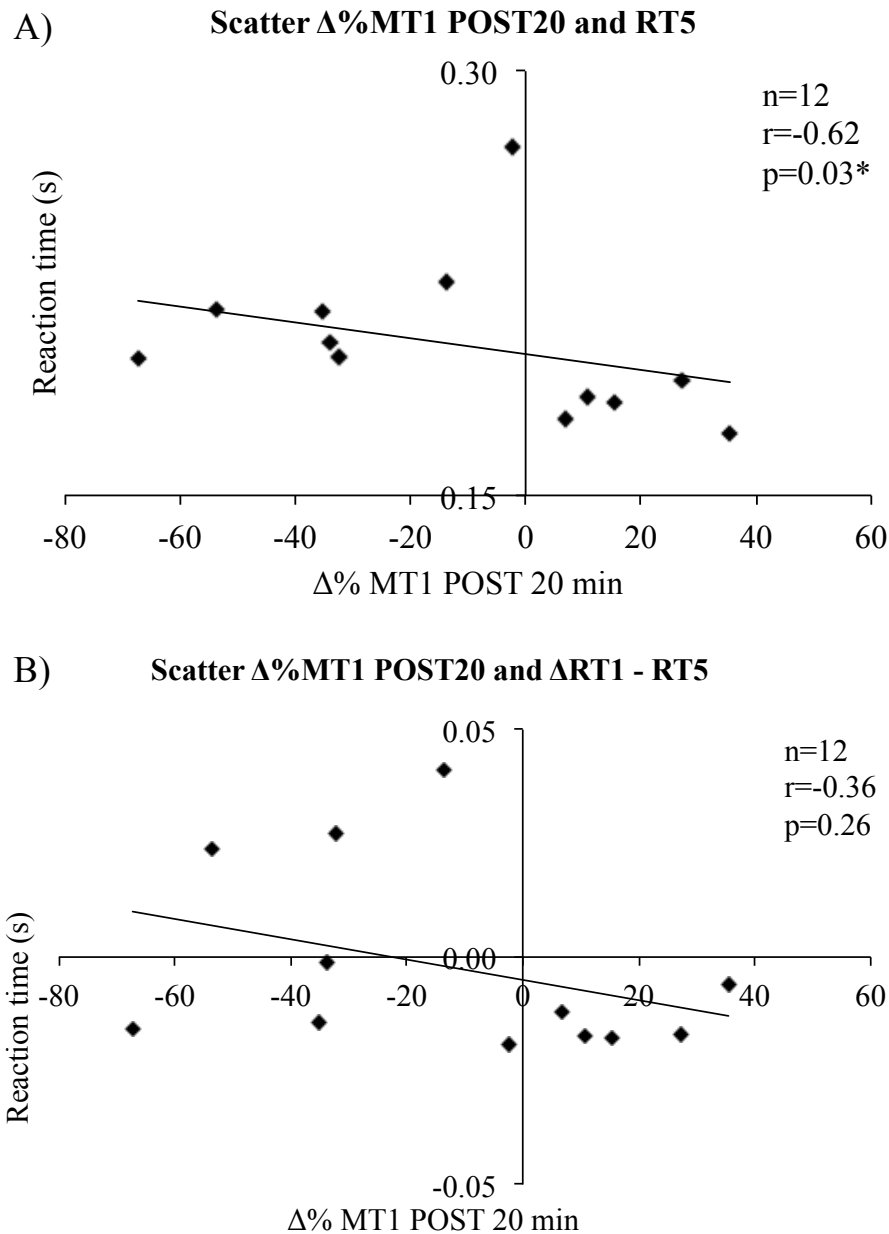 A)
Scatter Δ%MT1 POST20 and RT5
0.30
n=12
r=-0.62
p=0.03*
Reaction time (s)
0.15
-80 -60 -40 -20 0 20 40 60
Δ% MT1 POST 20 min
B)
Scatter Δ%MT1 POST20 and ΔRT1 - RT5
0.05
n=12
r=-0.36
p=0.26
Reaction time (s)
0.00
-80 -60 -40 -20 0 20 40 60
-0.05
Δ% MT1 POST 20 min